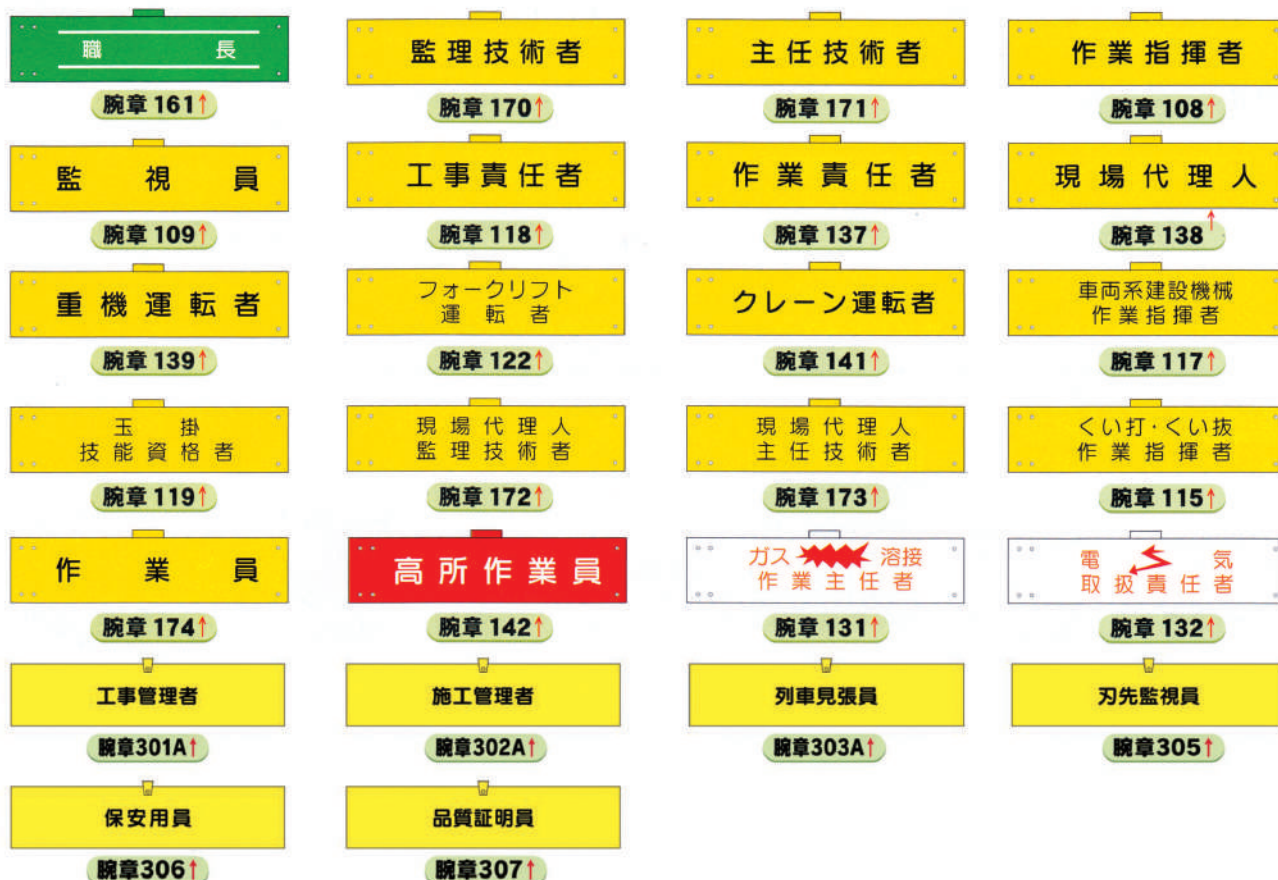 職長
腕章 161↑
監理技術者
腕章 170↑
主任技術者
腕章 171↑
作業指揮者
腕章 108↑
監視員
腕章 109↑
工事責任者
腕章 118↑
作業責任者
腕章 137↑
現場代理人
腕章 138↑
重機運転者
腕章 139↑
フォークリフト
運転者
腕章 122↑
クレーン運転者
腕章 141↑
車両系建設機械
作業指揮者
腕章 117↑
玉掛
技能資格者
腕章 119↑
現場代理人
監理技術者
腕章 172↑
現場代理人
主任技術者
腕章 173↑
くい打・くい抜
作業指揮者
腕章 115↑
作業員
腕章 174↑
高所作業員
腕章 142↑
ガス 溶接
作業主任者
腕章 131↑
電気
取扱責任者
腕章 132↑
工事管理者
腕章301A↑
施工管理者
腕章302A↑
列車見張員
腕章303A↑
刃先監視員
腕章305↑
保安用員
腕章306↑
品質証明員
腕章307↑